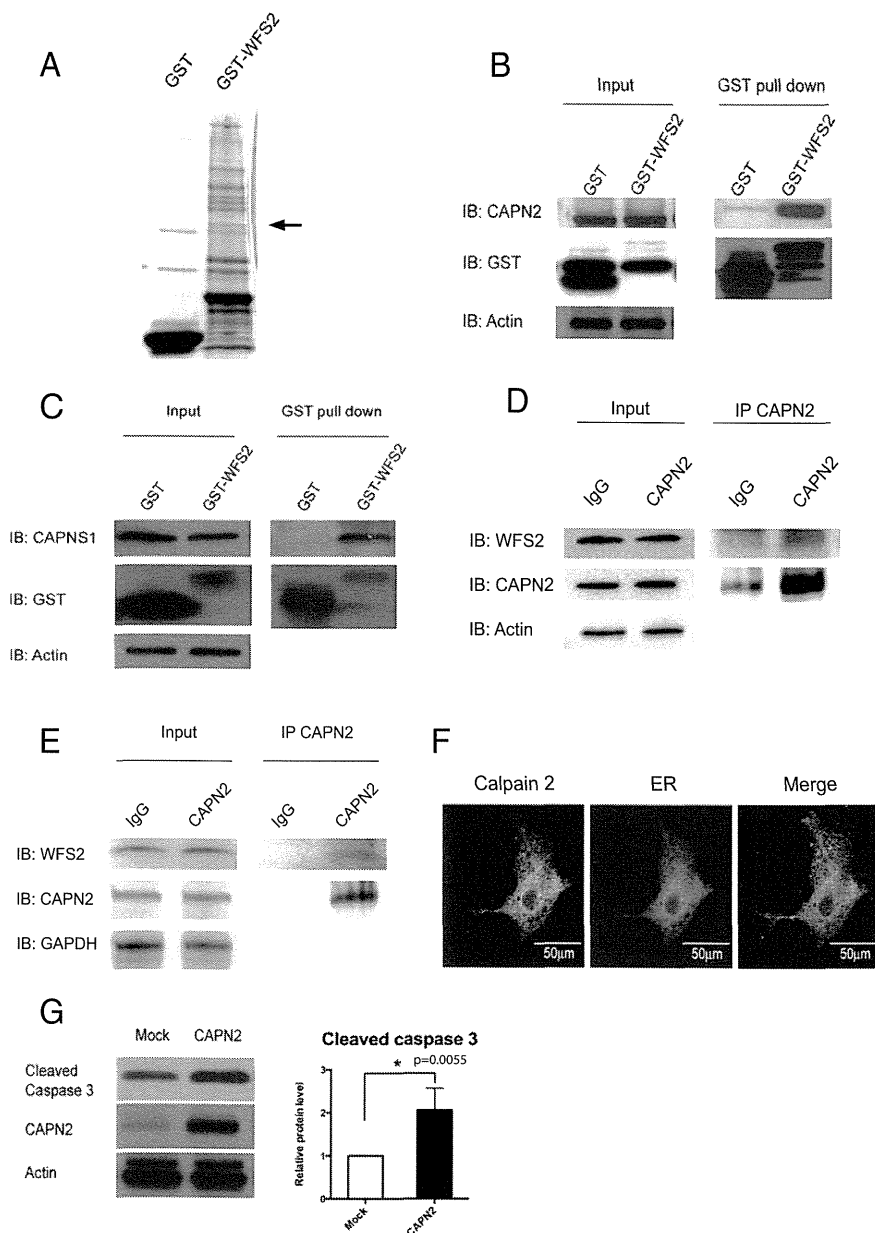 A
GST
GST-WFS2
B
Input
GST pull down
GST
GST-WFS2
GST
GST-WFS2
IB: CAPN2
IB: GST
IB: Actin
C
Input
GST pull down
GST
GST-WFS2
GST
GST-WFS2
IB: CAPNS1
IB: GST
IB: Actin
D
Input
IP CAPN2
IgG
CAPN2
IgG
CAPN2
IB: WFS2
IB: CAPN2
IB: Actin
E
Input
IP CAPN2
IgG
CAPN2
IgG
CAPN2
IB: WFS2
IB: CAPN2
IB: GAPDH
F
Calpain 2
ER
Merge
50μm
50μm
50μm
G
Mock
CAPN2
Cleaved
Caspase 3
CAPN2
Actin
Cleaved caspase 3
* p=0.0055
Relative protein level
3
2
1
0
Mock
CAPN2